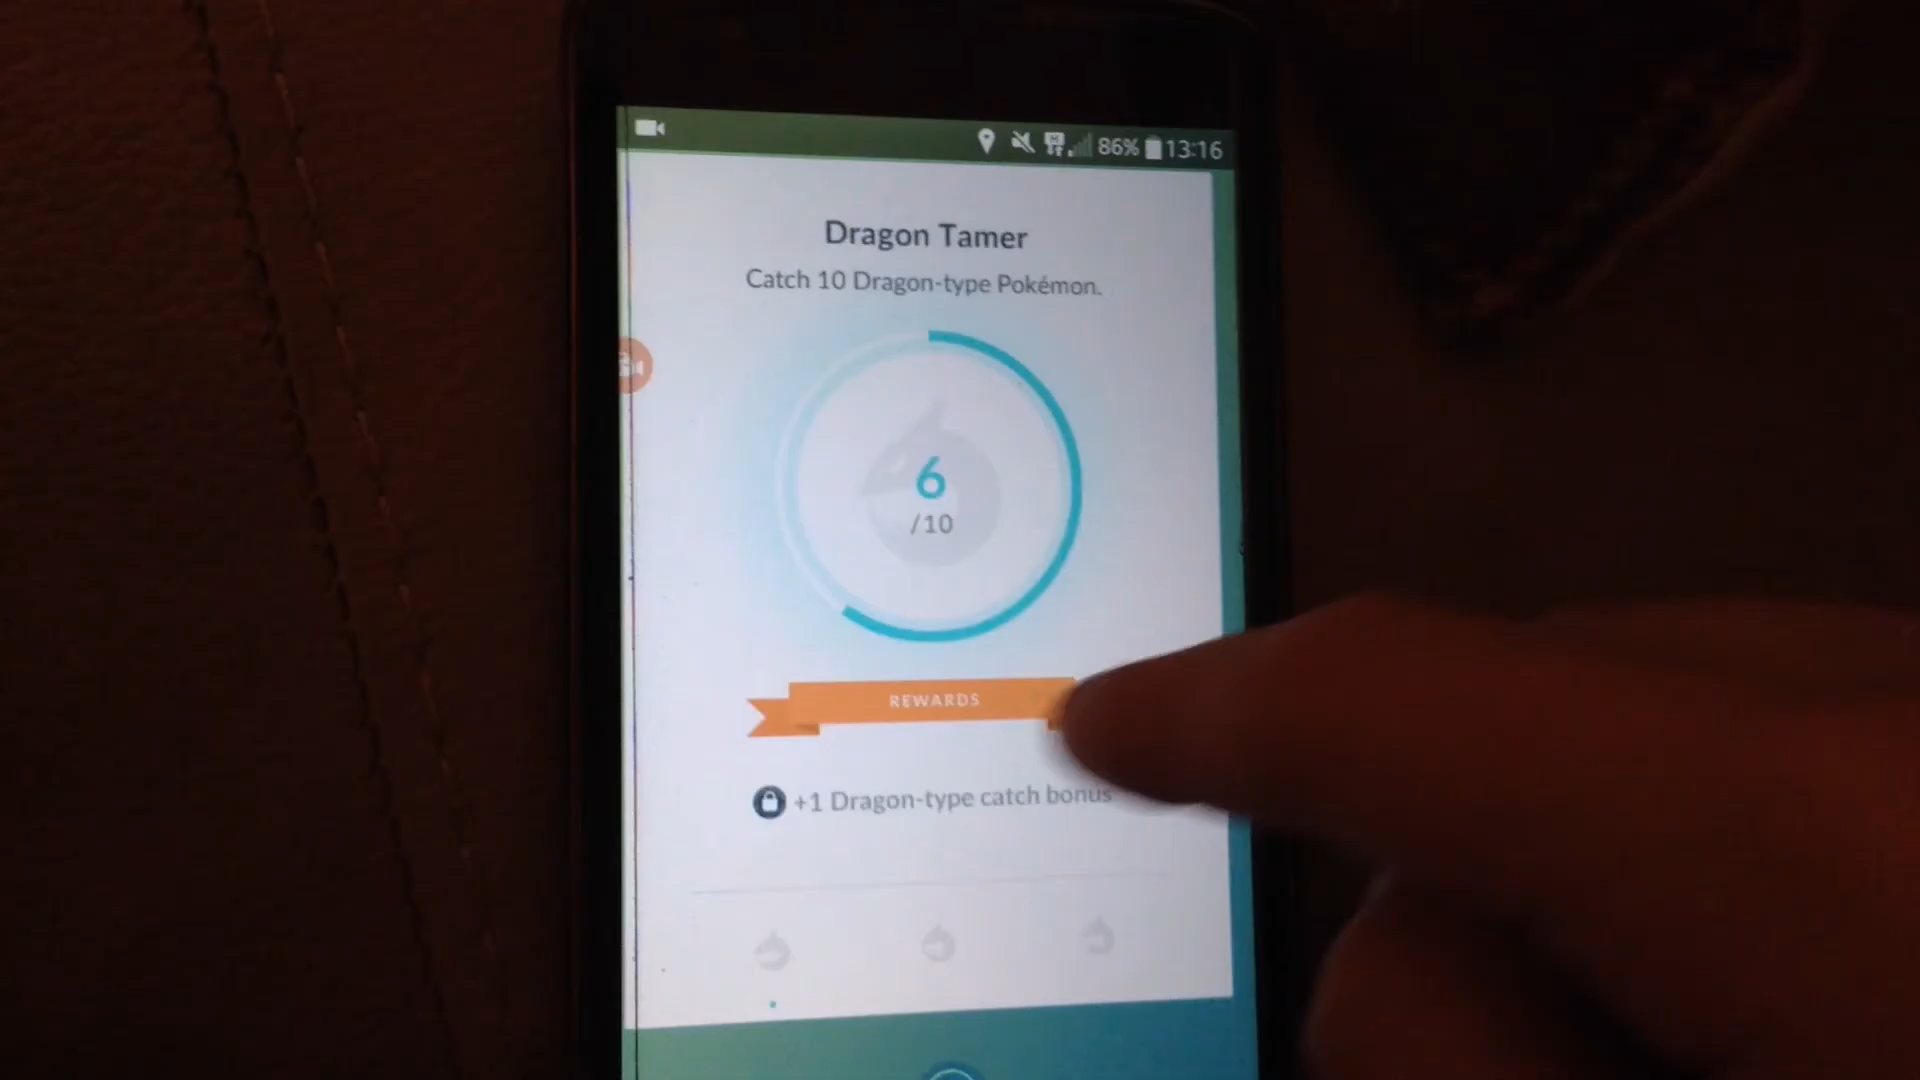 86% 13:16
Dragon Tamer
Catch 10 Dragon-type Pokémon.
6
/10
REWARDS
+1 Dragon-type catch bonus